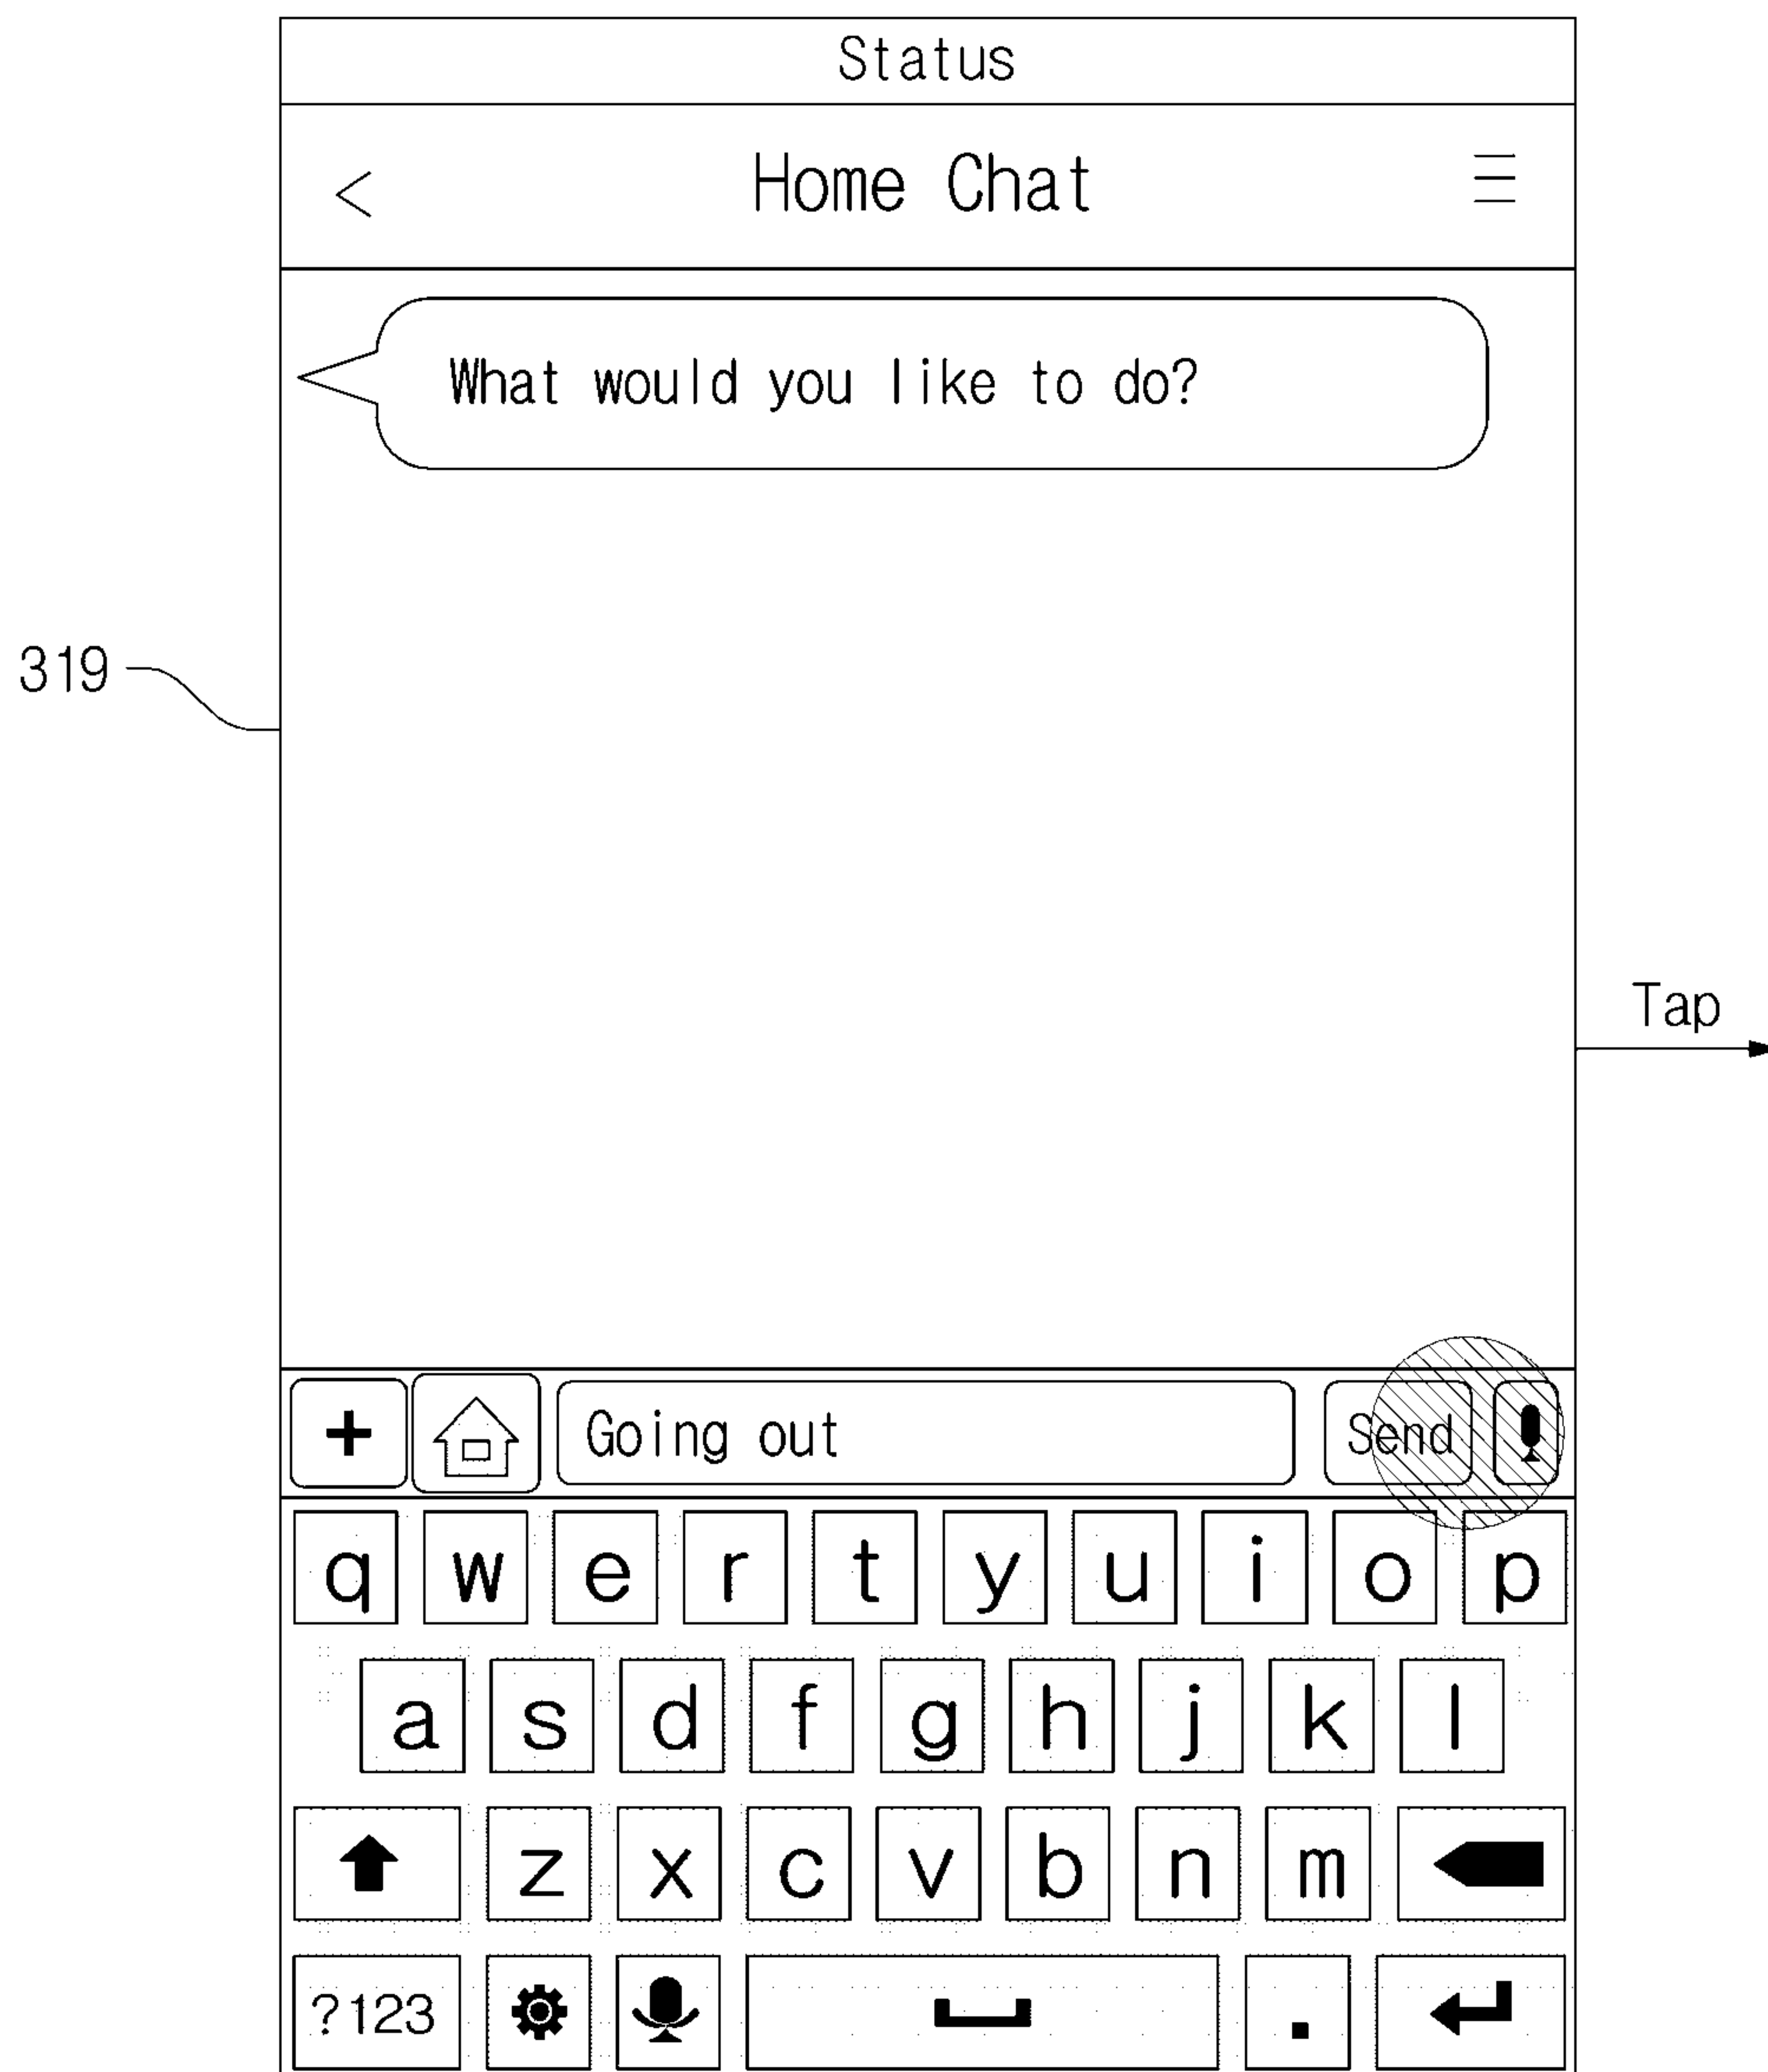 Status
< Home Chat
What would you like to do?
319
Tap
+ Going out Send
q w e r t y u i o p
a s d f g h j k l
z x c v b n m
?123 .